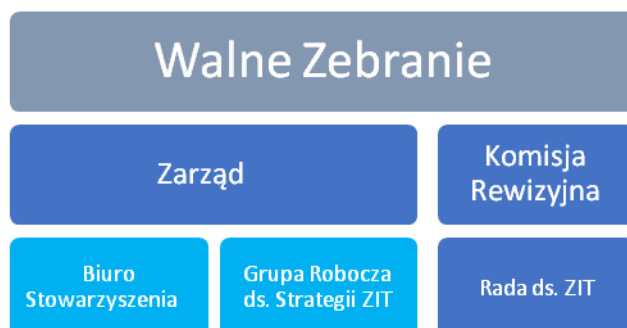 Walne Zebranie
Zarząd
Komisja
Rewizyjna
Biuro
Stowarzyszenia
Grupa Robocza
ds. Strategii ZIT
Rada ds. ZIT